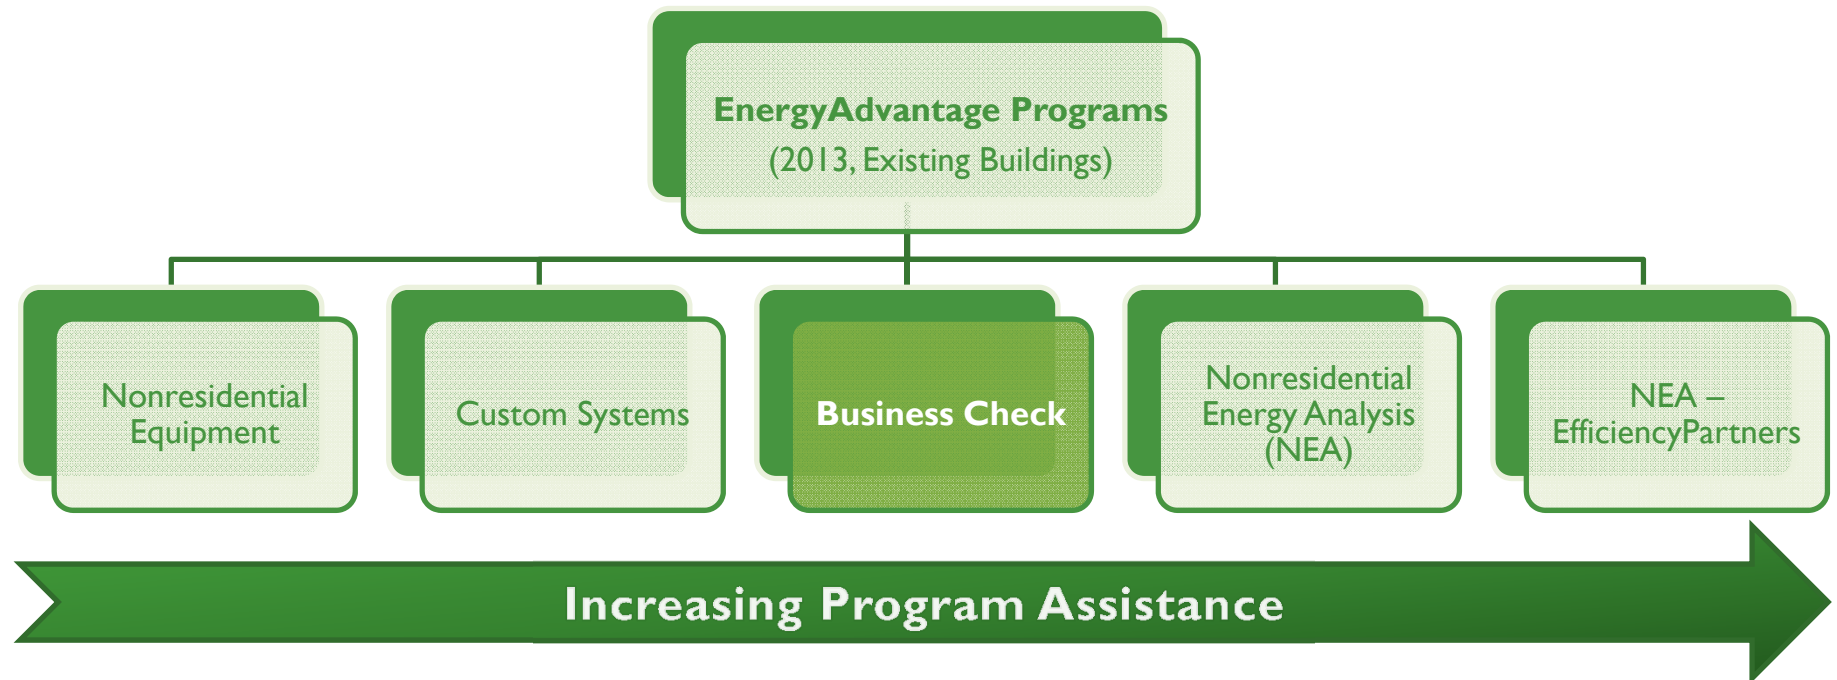 EnergyAdvantage Programs
(2013, Existing Buildings)
Nonresidential
Equipment
Custom Systems
Business Check
Nonresidential
Energy Analysis
(NEA)
NEA –
EfficiencyPartners
Increasing Program Assistance